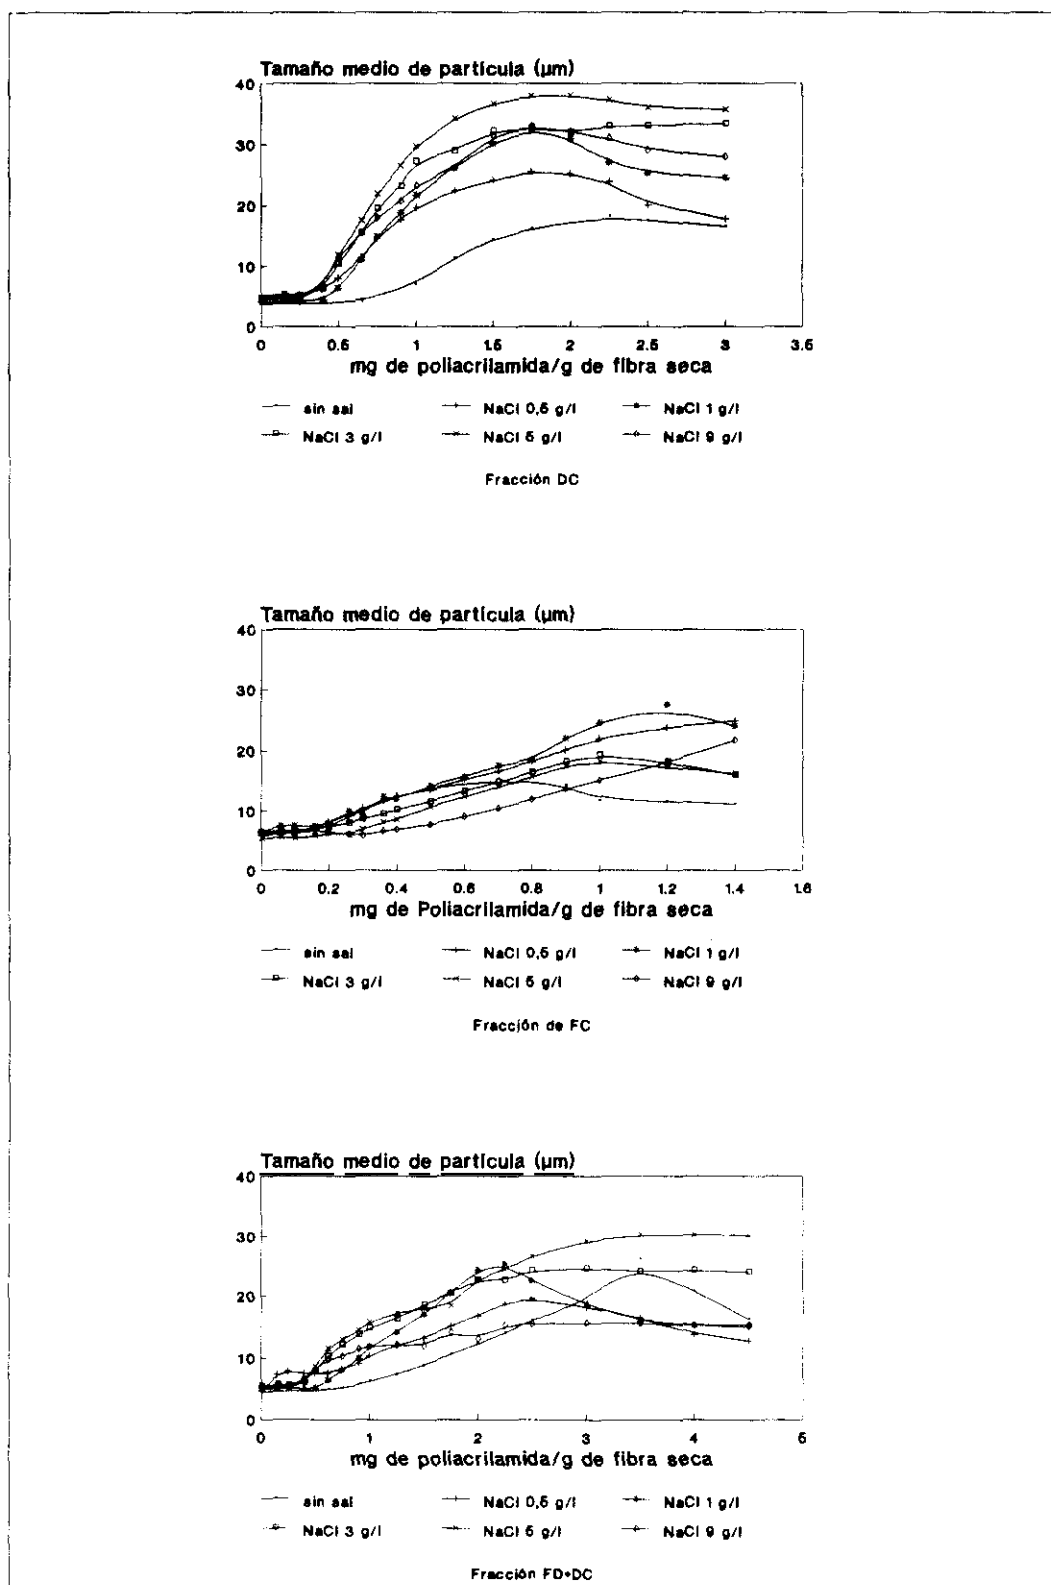 Tamaño medio de partícula (µm)
40
30
20
10
0
0 0.5 1 1.5 2 2.5 3 3.5
mg de poliacrilamida/g de fibra seca
sin sal NaCl 0,5 g/l NaCl 1 g/l
NaCl 3 g/l NaCl 5 g/l NaCl 9 g/l
Fracción DC
Tamaño medio de partícula (µm)
40
30
20
10
0
0 0.2 0.4 0.6 0.8 1 1.2 1.4 1.6
mg de Poliacrilamida/g de fibra seca
sin sal NaCl 0,5 g/l NaCl 1 g/l
NaCl 3 g/l NaCl 5 g/l NaCl 9 g/l
Fracción de FC
Tamaño medio de partícula (µm)
40
30
20
10
0
0 1 2 3 4 5
mg de poliacrilamida/g de fibra seca
sin sal NaCl 0,5 g/l NaCl 1 g/l
NaCl 3 g/l NaCl 5 g/l NaCl 9 g/l
Fracción FD+DC